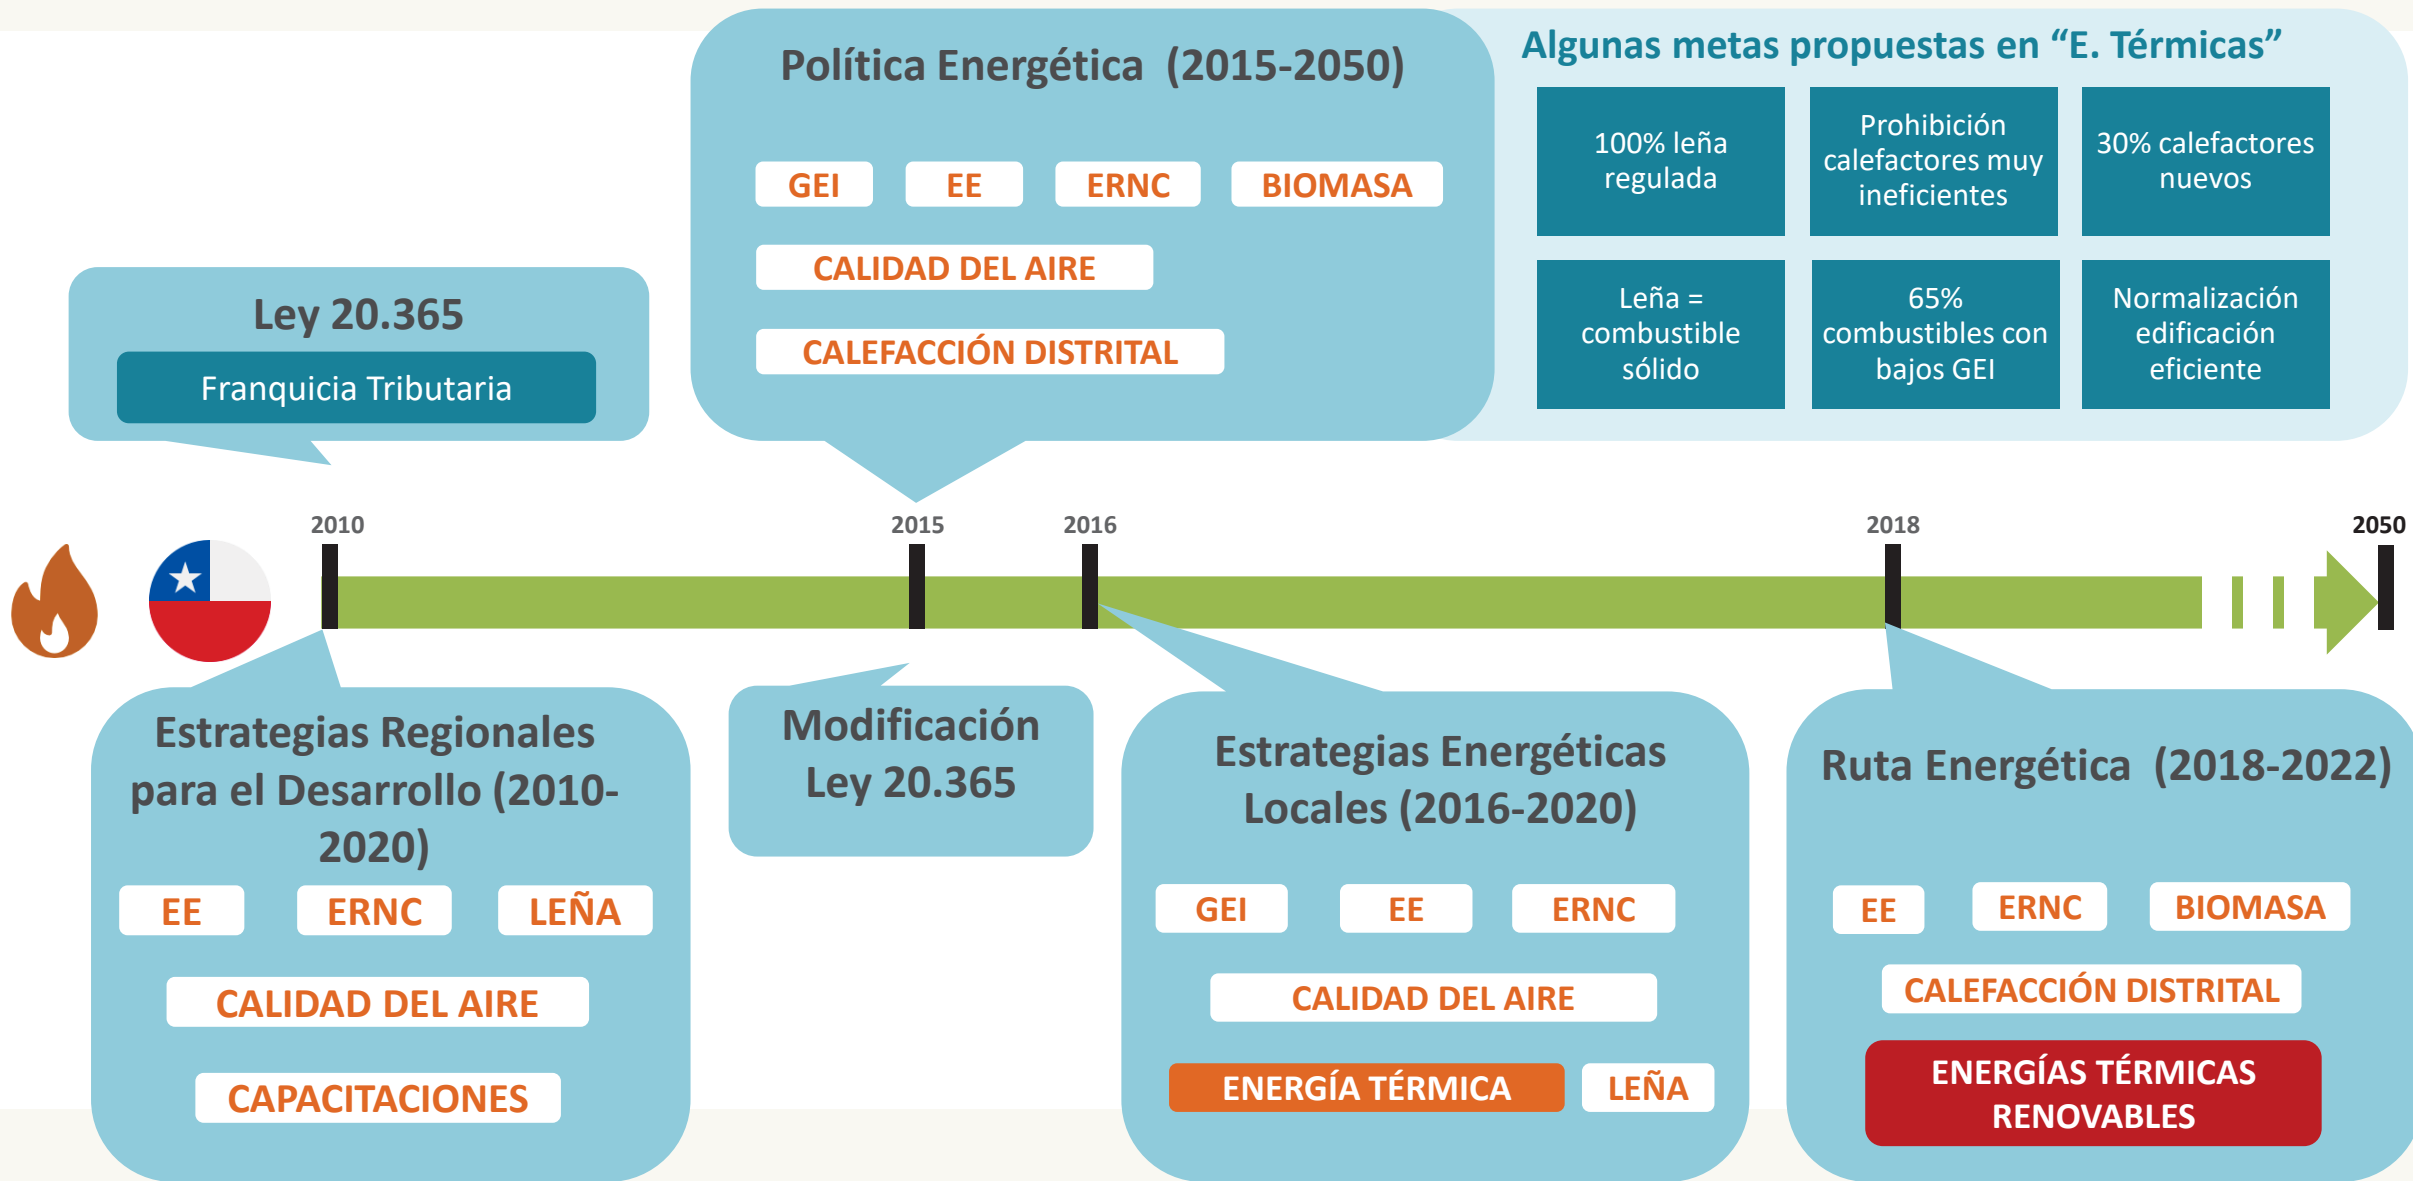 Política Energética  (2015-2050)
GEI
EE
ERNC
BIOMASA
CALIDAD DEL AIRE
CALEFACCIÓN DISTRITAL
Algunas metas propuestas en “E. Térmicas”
100% leña
regulada
Prohibición
calefactores muy
ineficientes
30% calefactores
nuevos
Leña =
combustible
sólido
65%
combustibles con
bajos GEI
Normalización
edificación
eficiente
Ley 20.365
Franquicia Tributaria
2010
2015
2016
2018
2050
Estrategias Regionales
para el Desarrollo (2010-
2020)
EE
ERNC
LEÑA
CALIDAD DEL AIRE
CAPACITACIONES
Modificación
Ley 20.365
Estrategias Energéticas
Locales (2016-2020)
GEI
EE
ERNC
CALIDAD DEL AIRE
ENERGÍA TÉRMICA
LEÑA
Ruta Energética  (2018-2022)
EE
ERNC
BIOMASA
CALEFACCIÓN DISTRITAL
ENERGÍAS TÉRMICAS
RENOVABLES